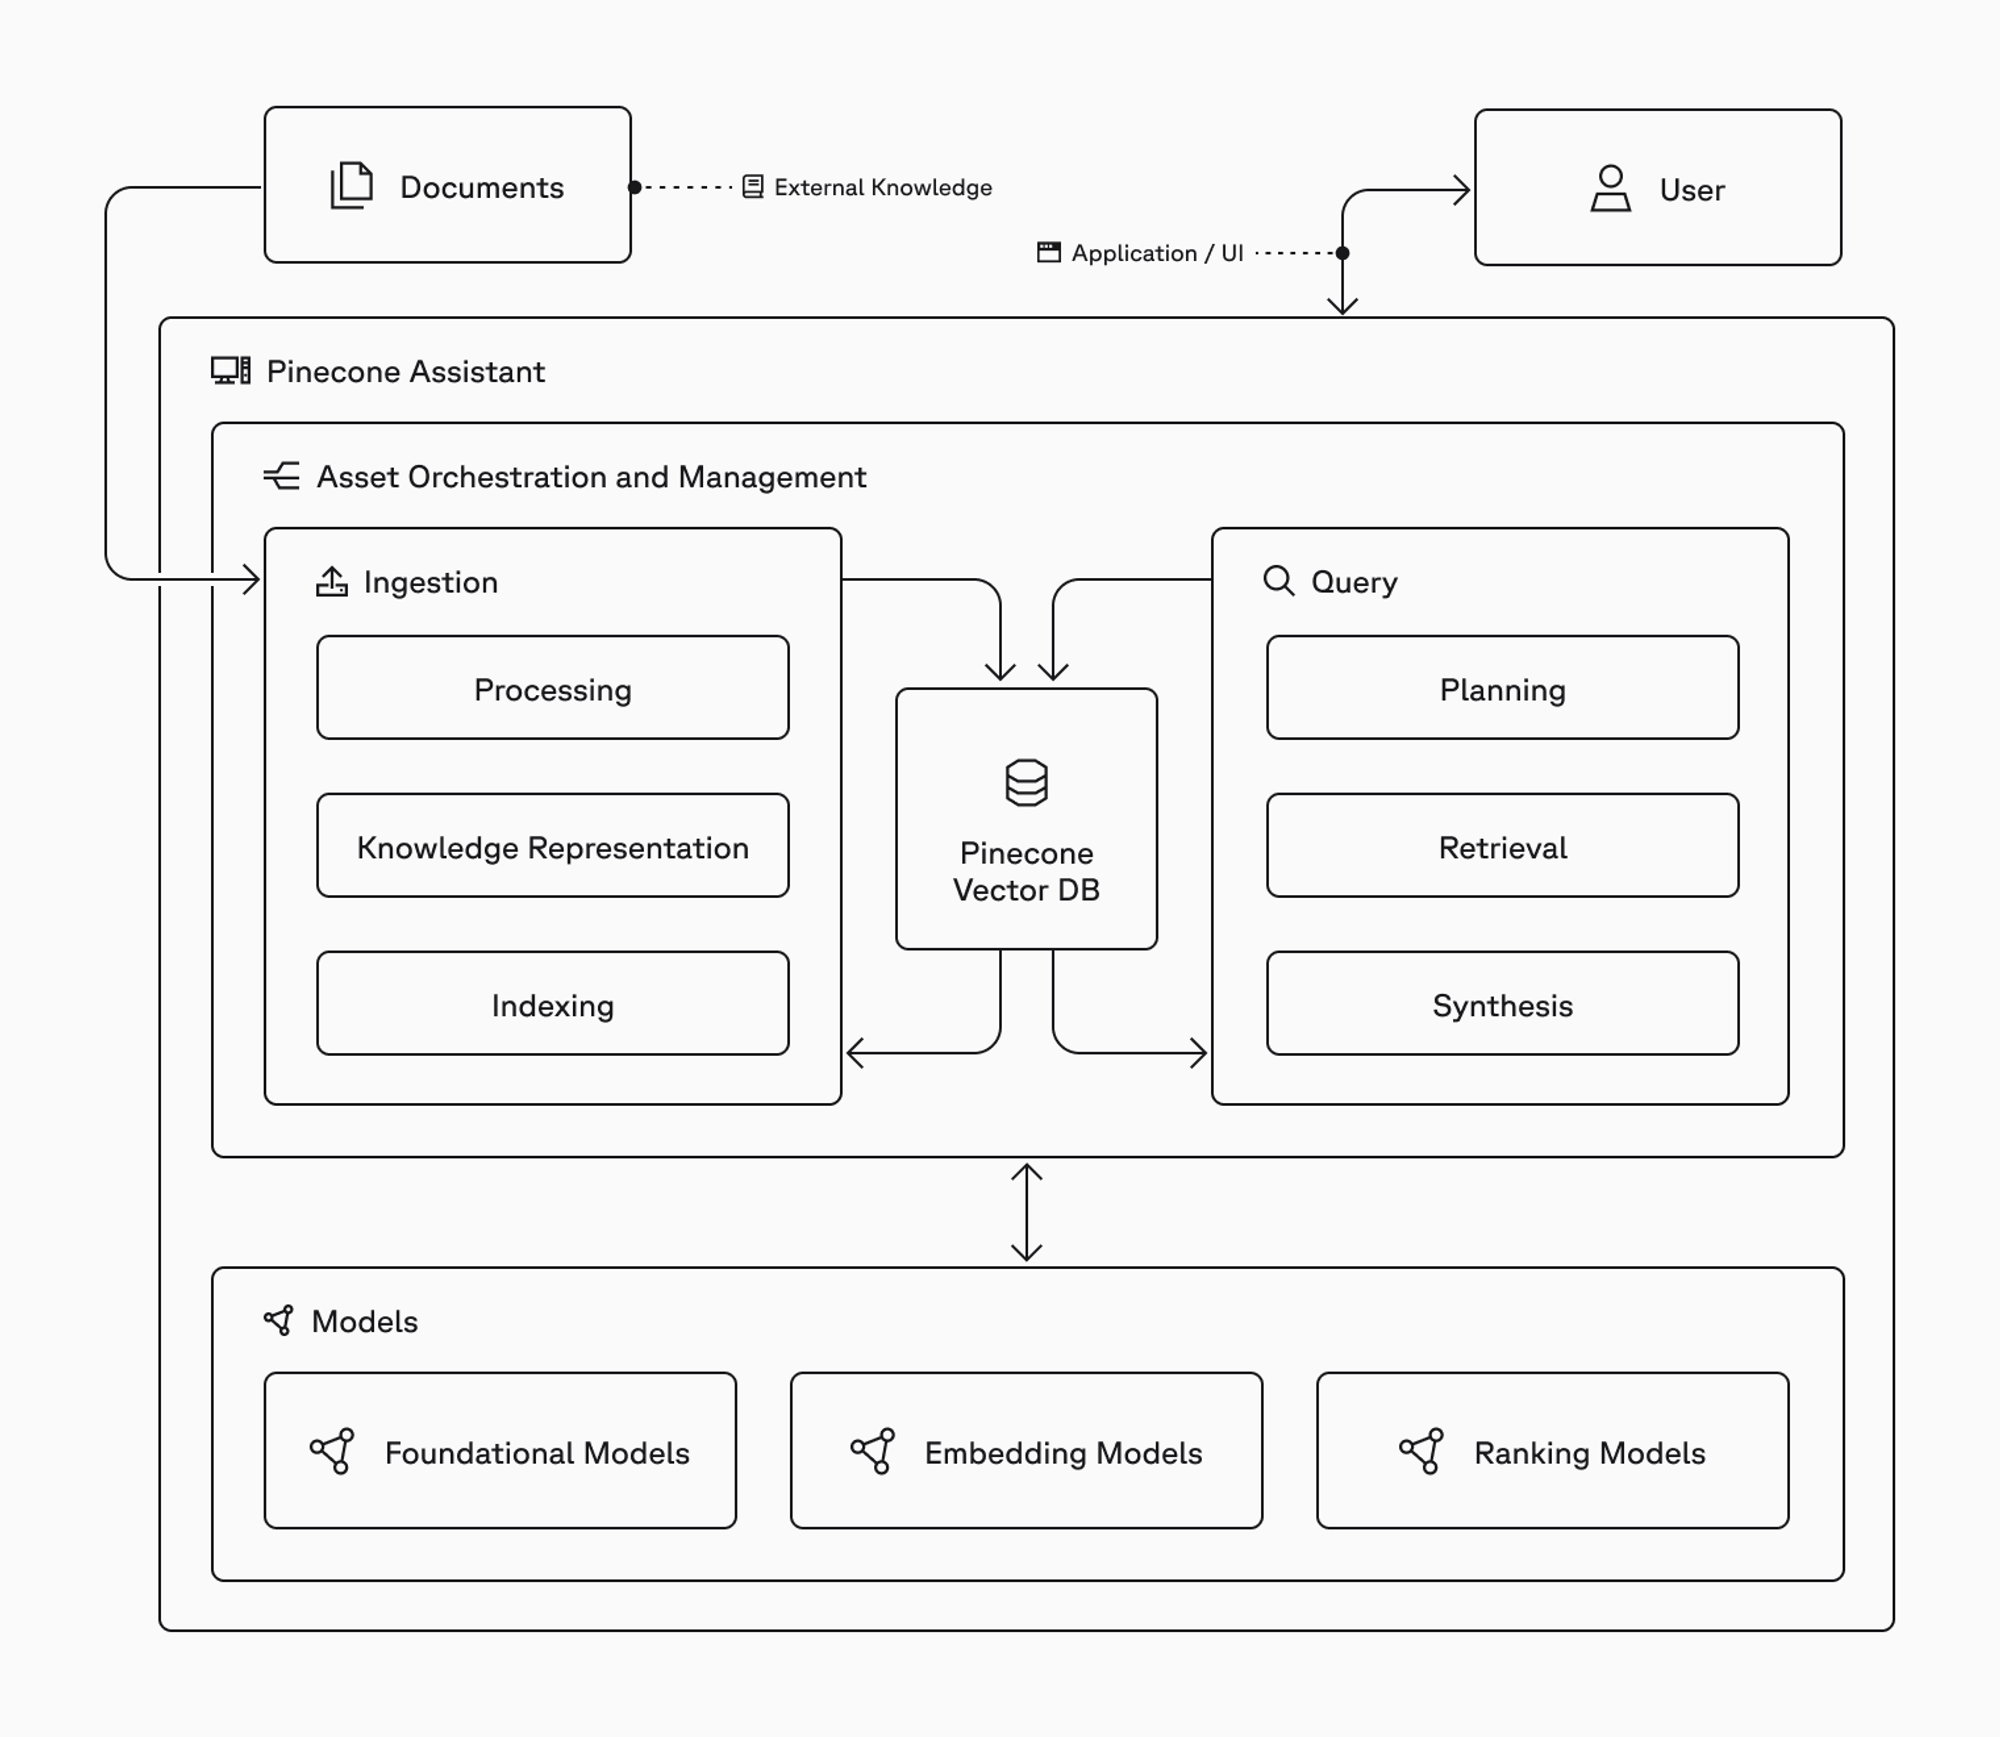 Documents
External Knowledge
User
Application / UI
Pinecone Assistant
Asset Orchestration and Management
Ingestion
Processing
Knowledge Representation
Indexing
Pinecone
Vector DB
Query
Planning
Retrieval
Synthesis
Models
Foundational Models
Embedding Models
Ranking Models